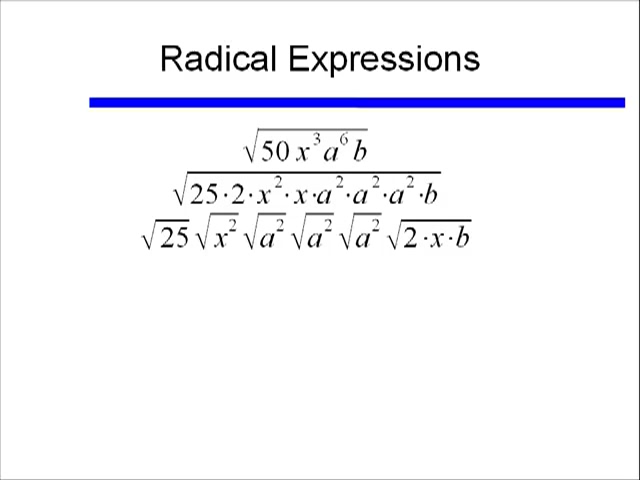 Radical Expressions
√50x³a⁶b
√25·2·x²·x·a²·a²·a²·b
√25 √x² √a² √a² √a² √2·x·b